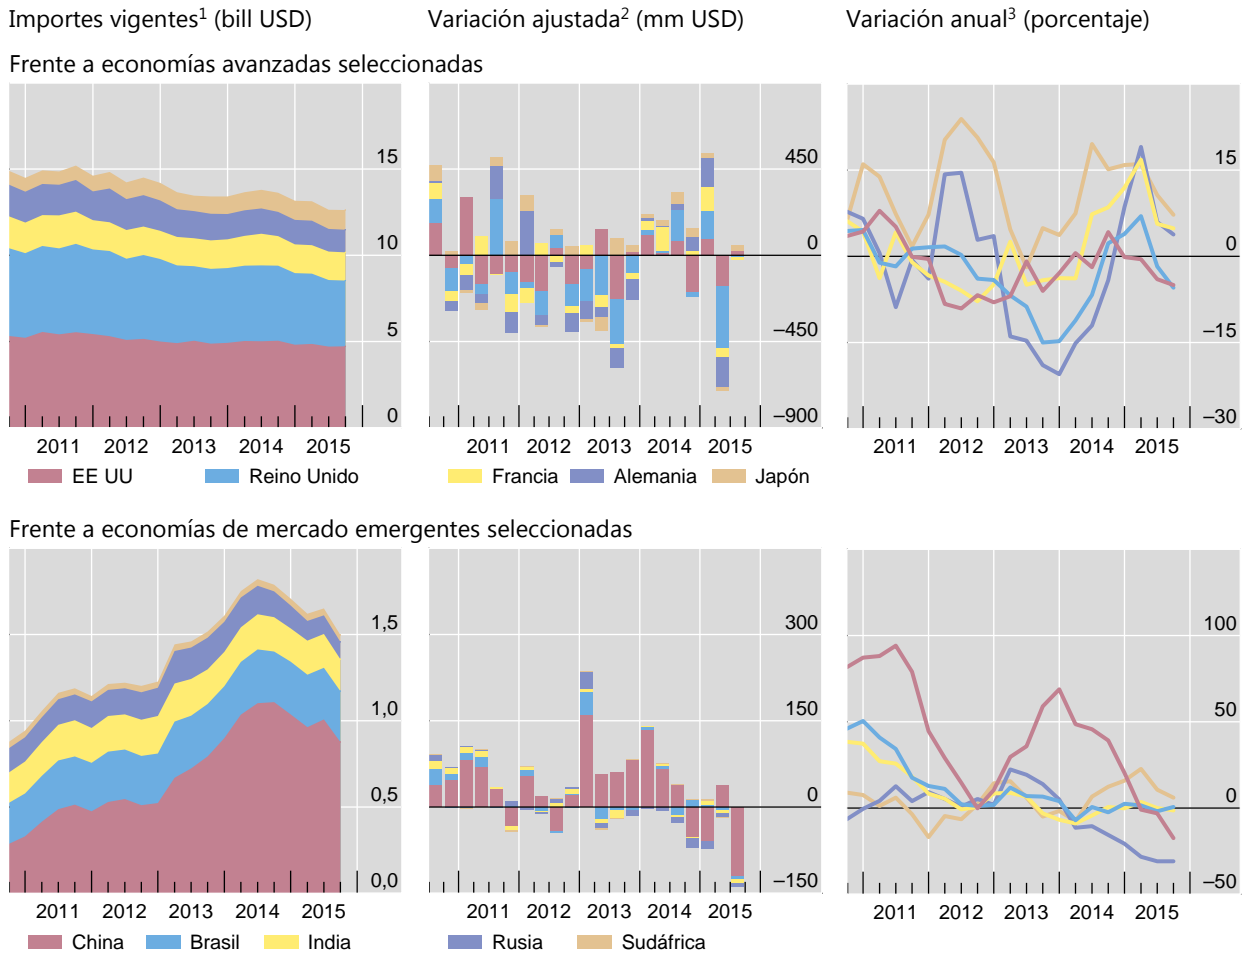 Importes vigentes¹ (bill USD)
Variación ajustada² (mm USD)
Variación anual³ (porcentaje)
Frente a economías avanzadas seleccionadas
15
10
5
0
2011 2012 2013 2014 2015
450
0
–450
–900
2011 2012 2013 2014 2015
15
0
–15
–30
2011 2012 2013 2014 2015
EE UU Reino Unido Francia Alemania Japón
Frente a economías de mercado emergentes seleccionadas
1,5
1,0
0,5
0,0
2011 2012 2013 2014 2015
300
150
0
–150
2011 2012 2013 2014 2015
100
50
0
–50
2011 2012 2013 2014 2015
China Brasil India Rusia Sudáfrica